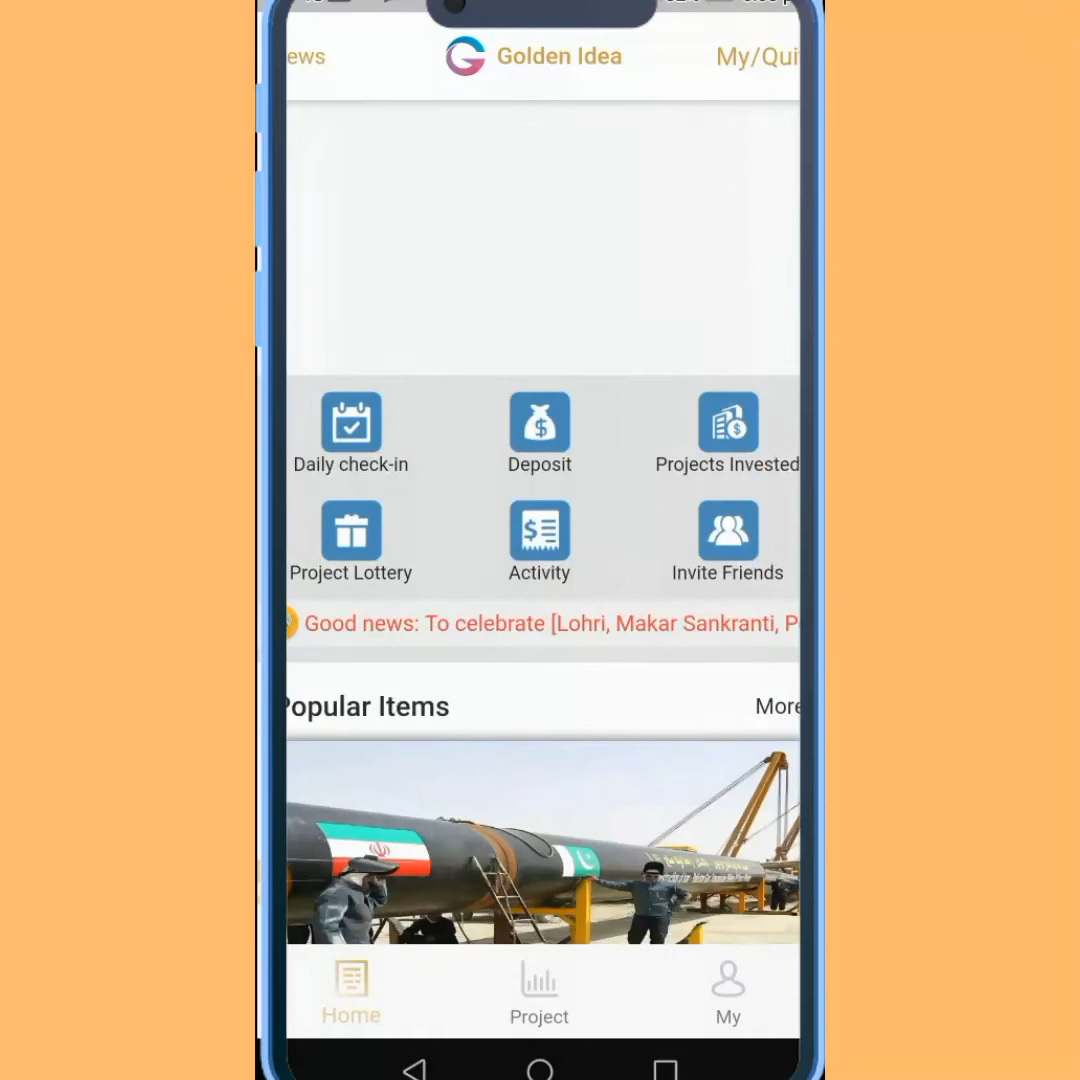 ews
Golden Idea
My/Qui
Daily check-in
Deposit
Projects Invested
Project Lottery
Activity
Invite Friends
Good news: To celebrate [Lohri, Makar Sankranti, P
Popular Items
More
Home
Project
My